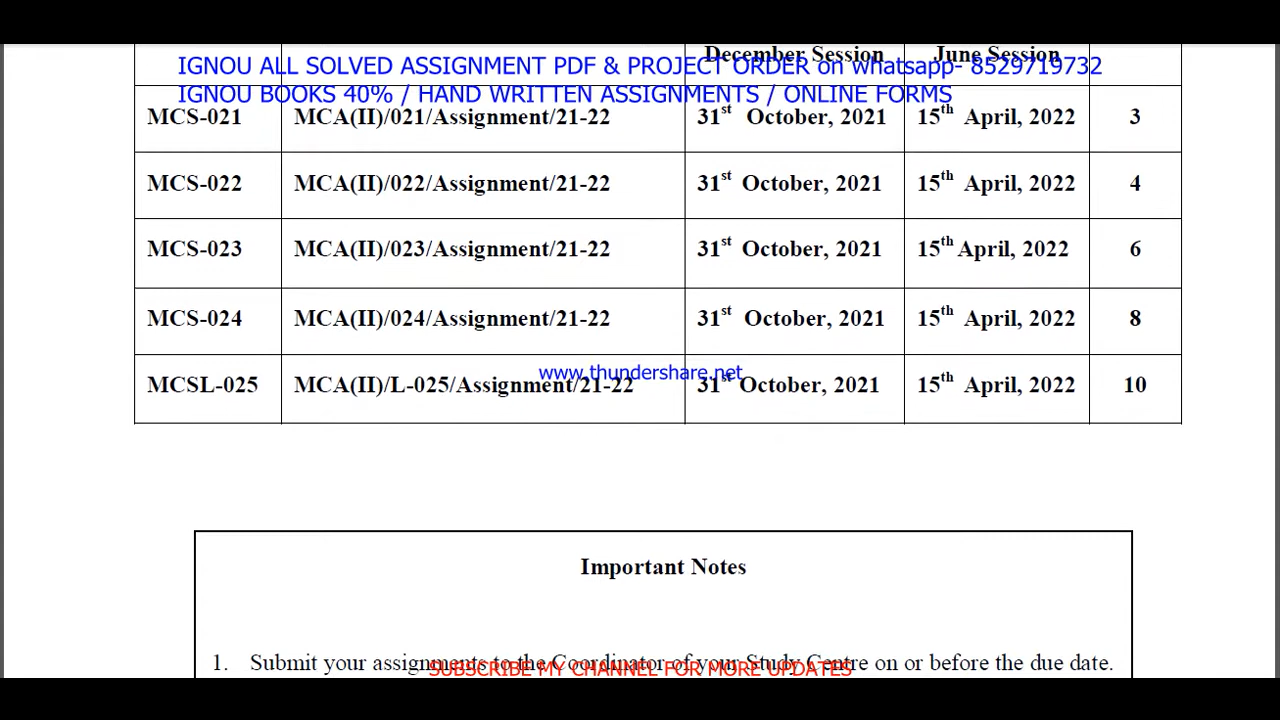 December Session June Session
IGNOU ALL SOLVED ASSIGNMENT PDF & PROJECT ORDER on whatsapp- 8529719732
IGNOU BOOKS 40% / HAND WRITTEN ASSIGNMENTS / ONLINE FORMS
MCS-021 MCA(II)/021/Assignment/21-22 31st October, 2021 15th April, 2022 3
MCS-022 MCA(II)/022/Assignment/21-22 31st October, 2021 15th April, 2022 4
MCS-023 MCA(II)/023/Assignment/21-22 31st October, 2021 15th April, 2022 6
MCS-024 MCA(II)/024/Assignment/21-22 31st October, 2021 15th April, 2022 8
www.thundershare.net
MCSL-025 MCA(II)/L-025/Assignment/21-22 31st October, 2021 15th April, 2022 10
Important Notes
1. Submit your assignments to the Coordinator of your Study Centre on or before the due date.
SUBSCRIBE MY CHANNEL FOR MORE UPDATES